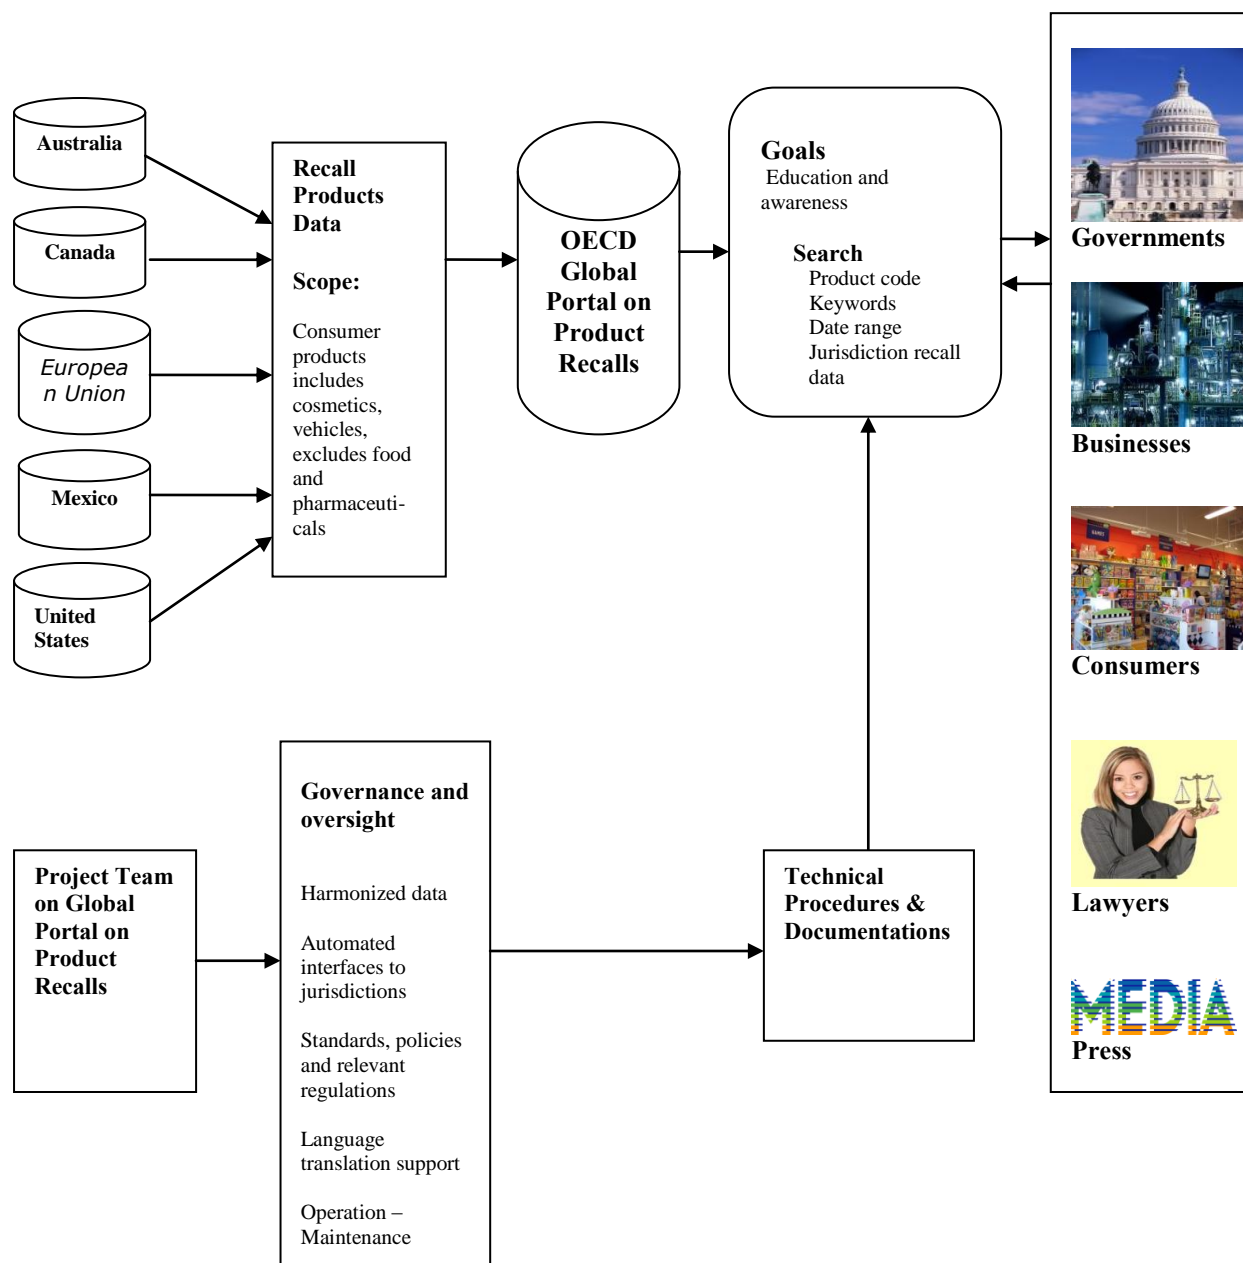 Australia
Canada
Europea
n Union
Mexico
United
States
Recall
Products
Data
Scope:
Consumer
products
includes
cosmetics,
vehicles,
excludes food
and
pharmaceuti-
cals
OECD
Global
Portal on
Product
Recalls
Goals
Education and
awareness
Search
Product code
Keywords
Date range
Jurisdiction recall
data
Governments
Businesses
Consumers
Lawyers
MEDIA
Press
Project Team
on Global
Portal on
Product
Recalls
Governance and
oversight
Harmonized data
Automated
interfaces to
jurisdictions
Standards, policies
and relevant
regulations
Language
translation support
Operation –
Maintenance
Technical
Procedures &
Documentations